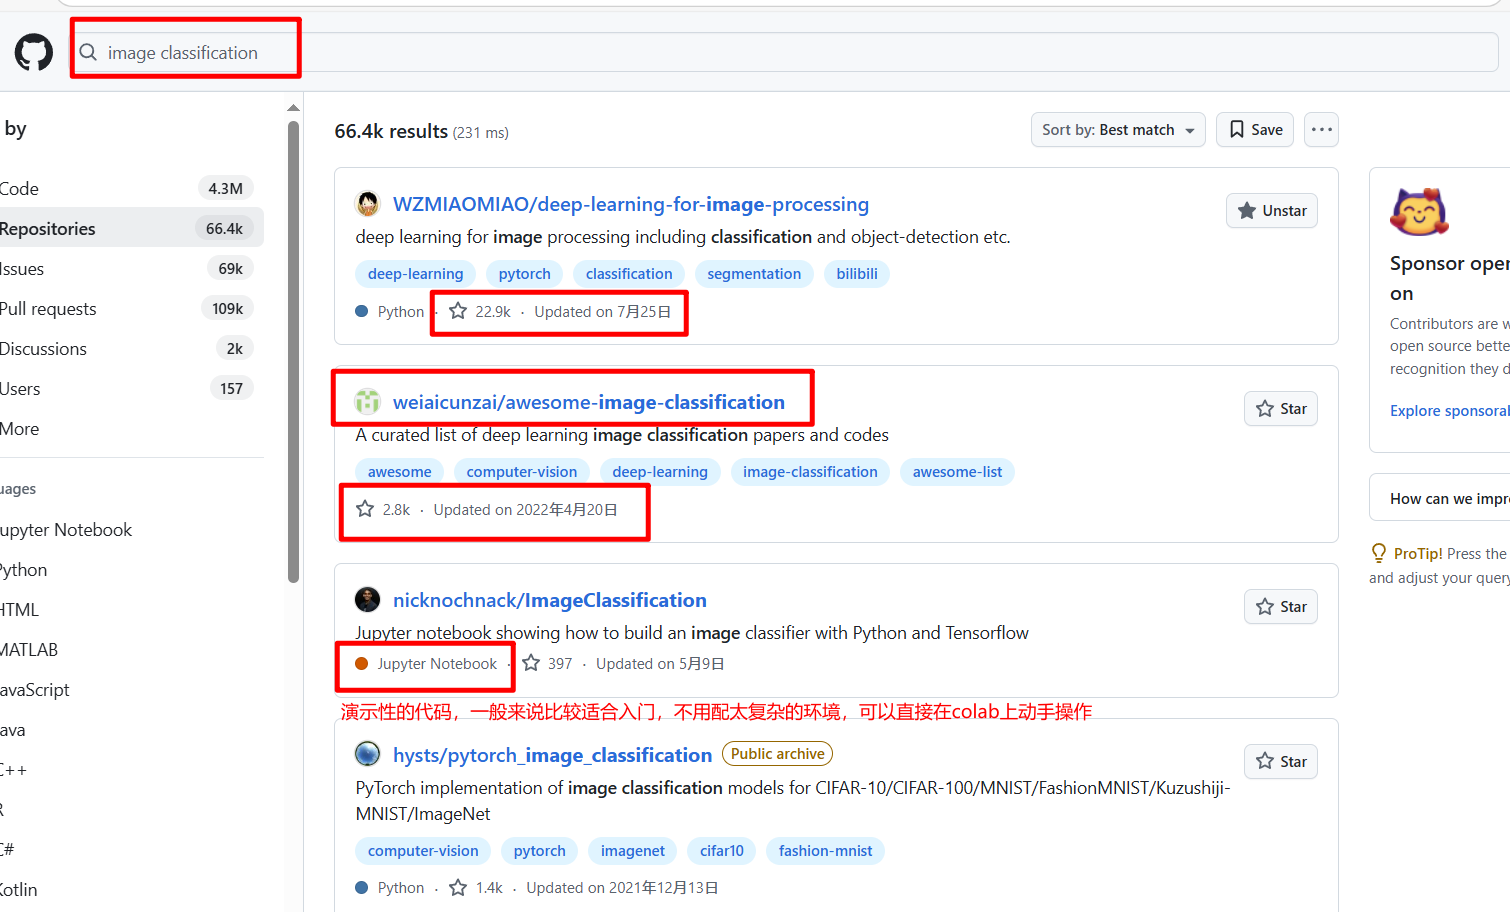 image classification
by
Code 4.3M
Repositories 66.4k
Issues 69k
Pull requests 109k
Discussions 2k
Users 157
More
uages
upyter Notebook
Python
HTML
MATLAB
avaScript
ava
C++
R
C#
Kotlin
66.4k results (231 ms)
Sort by: Best match
Save
WZMIAOMIAO/deep-learning-for-image-processing
Unstar
deep learning for image processing including classification and object-detection etc.
deep-learning pytorch classification segmentation bilibili
Python · 22.9k · Updated on 7月25日
weiaicunzai/awesome-image-classification
Star
A curated list of deep learning image classification papers and codes
awesome computer-vision deep-learning image-classification awesome-list
2.8k · Updated on 2022年4月20日
nicknochnack/ImageClassification
Star
Jupyter notebook showing how to build an image classifier with Python and Tensorflow
Jupyter Notebook · 397 · Updated on 5月9日
演示性的代码，一般来说比较适合入门，不用配太复杂的环境，可以直接在colab上动手操作
hysts/pytorch_image_classification Public archive
Star
PyTorch implementation of image classification models for CIFAR-10/CIFAR-100/MNIST/FashionMNIST/Kuzushiji-
MNIST/ImageNet
computer-vision pytorch imagenet cifar10 fashion-mnist
Python · 1.4k · Updated on 2021年12月13日
Sponsor oper
on
Contributors are w
open source bette
recognition they d
Explore sponsoral
How can we impr
ProTip! Press the
and adjust your query